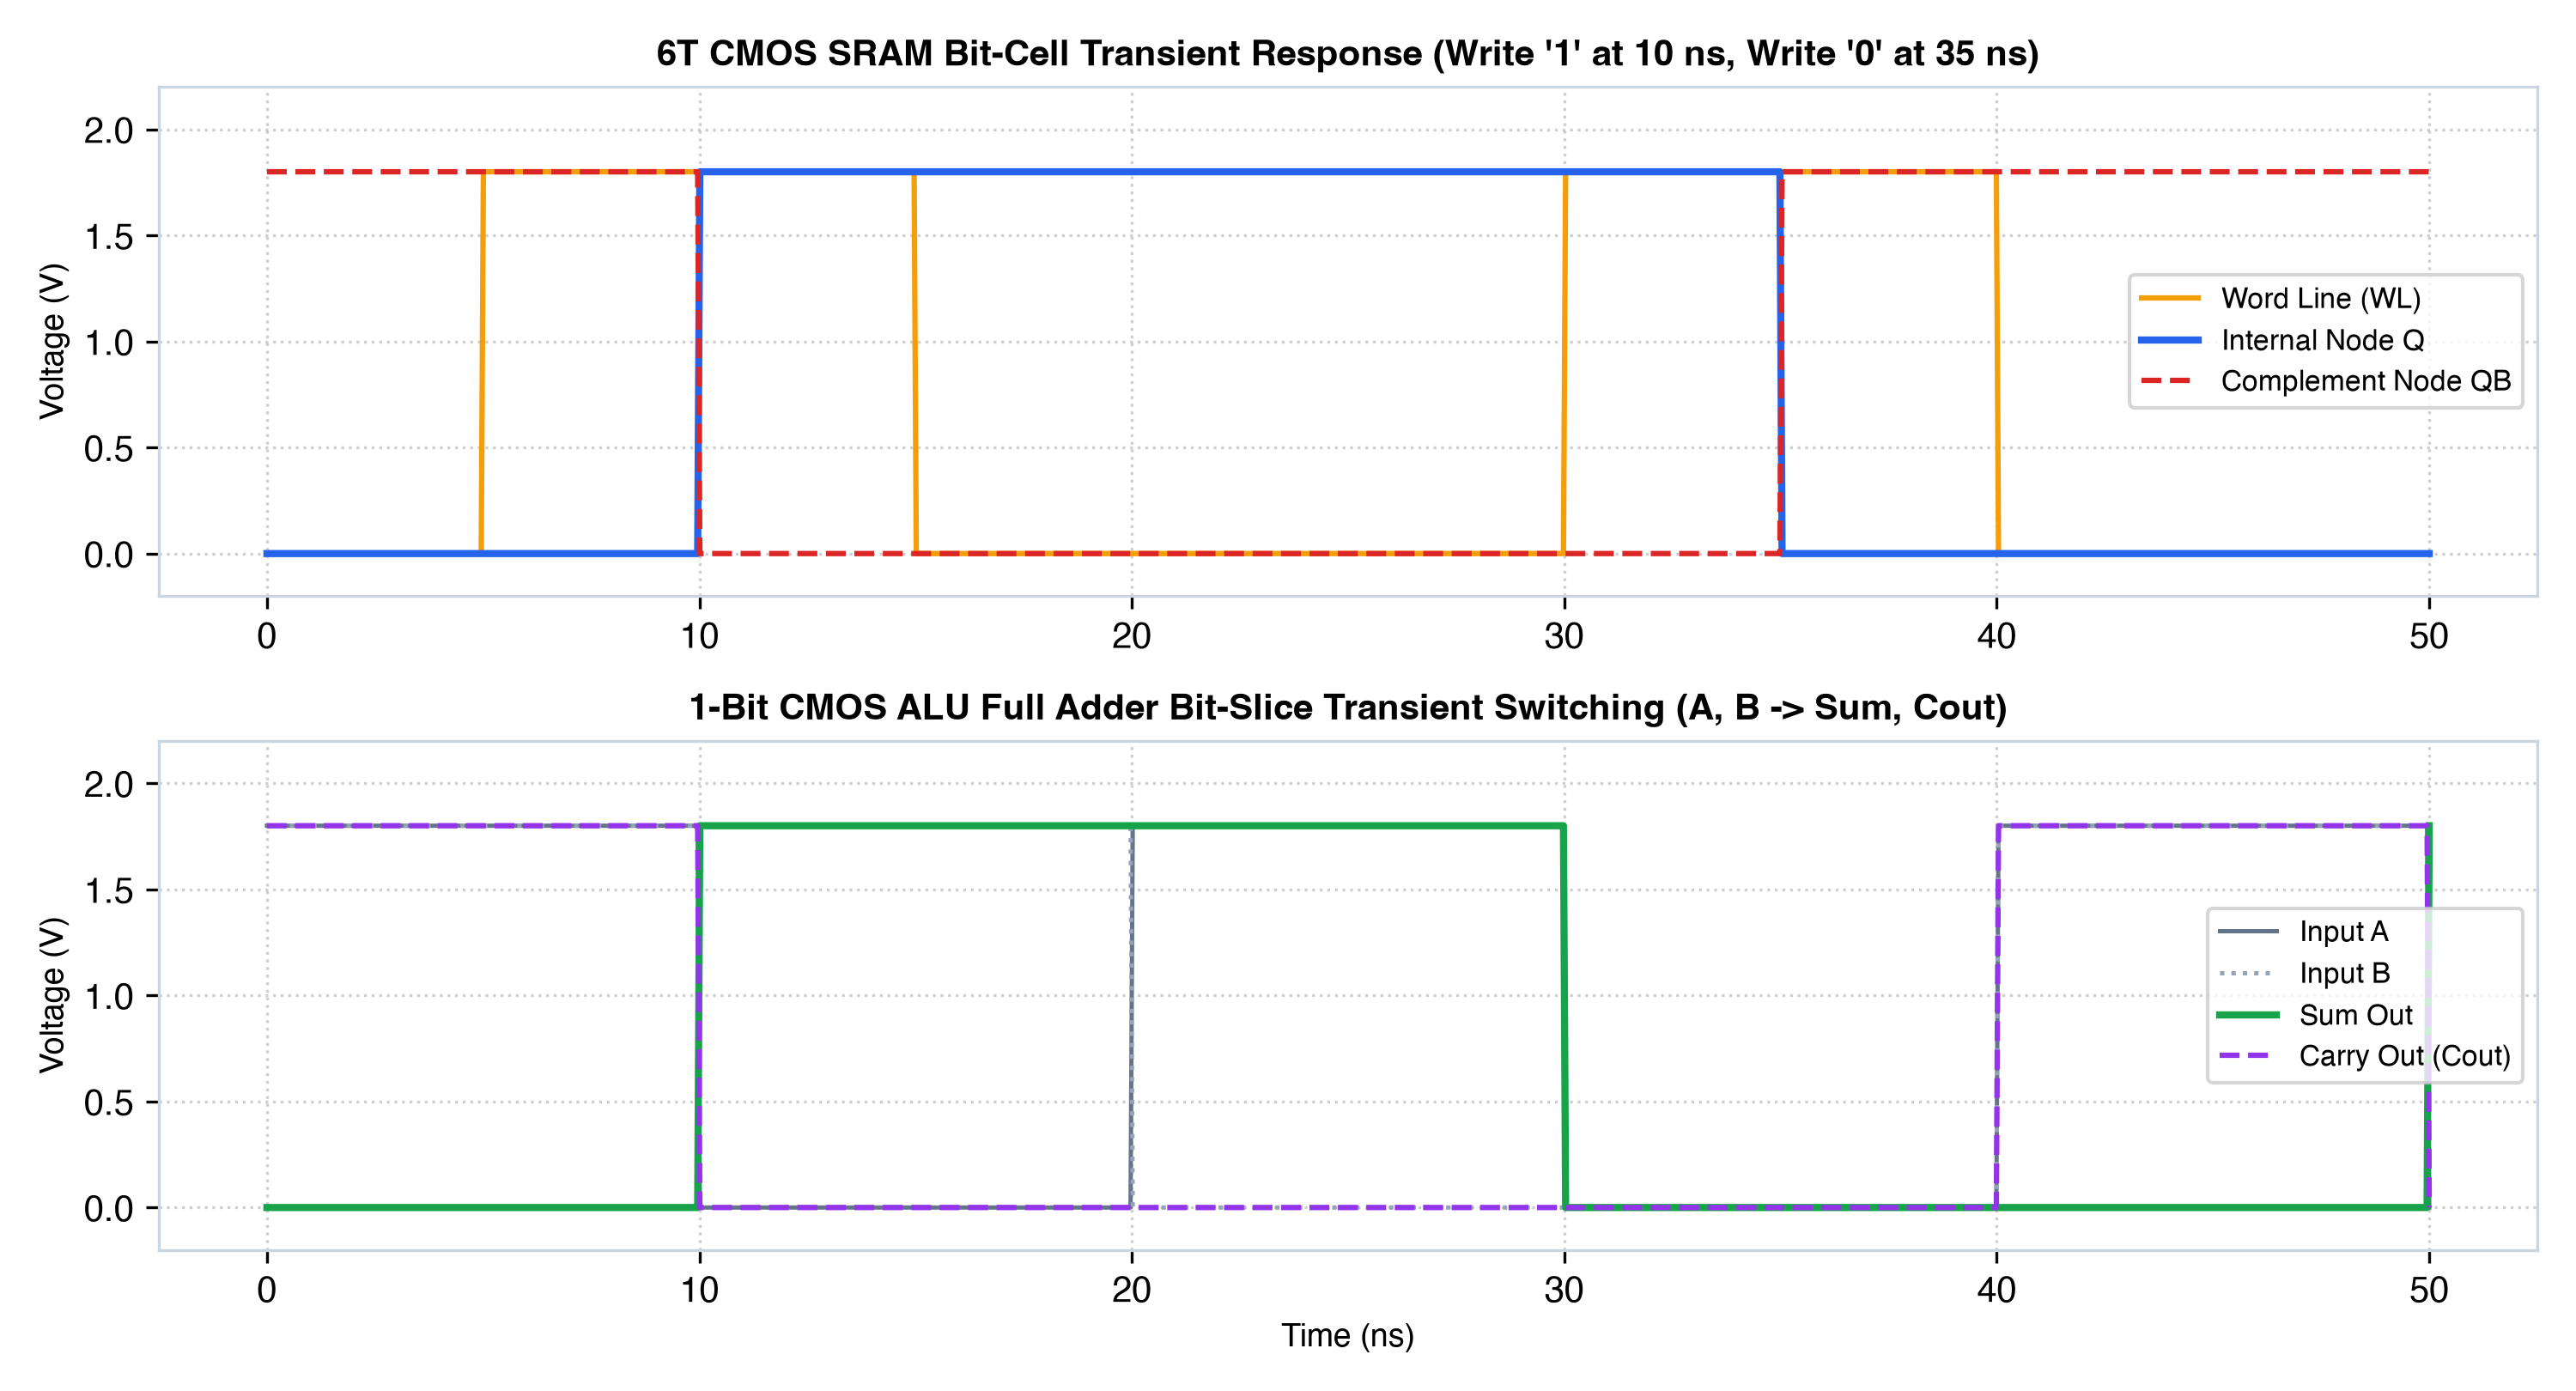 6T CMOS SRAM Bit-Cell Transient Response (Write '1' at 10 ns, Write '0' at 35 ns)
Voltage (V)
2.0
1.5
1.0
0.5
0.0
Word Line (WL)
Internal Node Q
Complement Node QB
0 10 20 30 40 50
1-Bit CMOS ALU Full Adder Bit-Slice Transient Switching (A, B -> Sum, Cout)
Voltage (V)
2.0
1.5
1.0
0.5
0.0
Input A
Input B
Sum Out
Carry Out (Cout)
0 10 20 30 40 50
Time (ns)